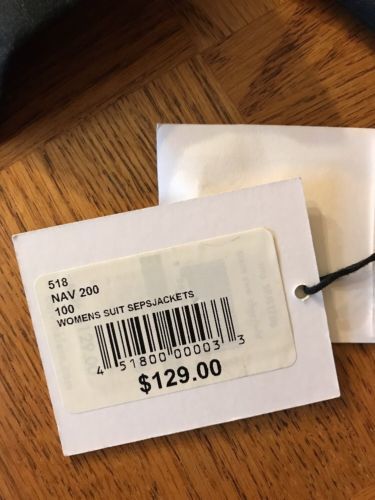 518
NAV 200
100
WOMENS SUIT SEPSJACKETS
4 51800 00003 3
$129.00